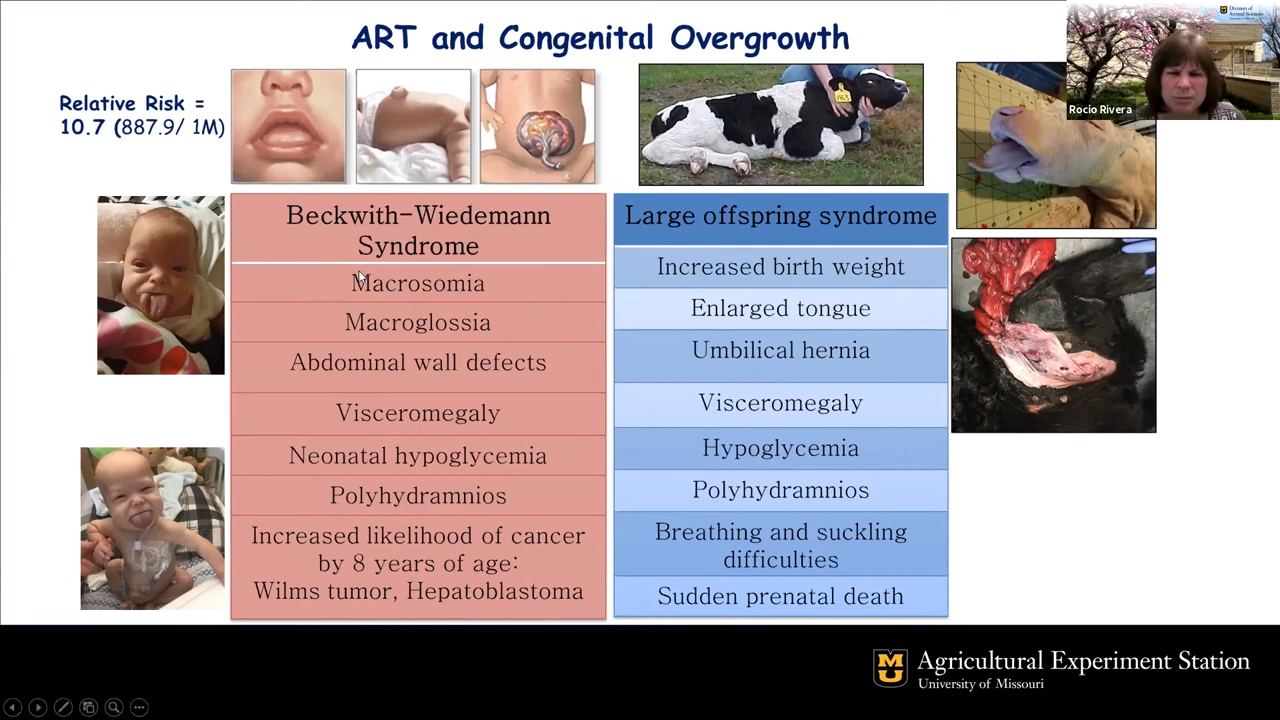 ART and Congenital Overgrowth
Relative Risk =
10.7 (887.9/ 1M)
Rocio Rivera
Beckwith-Wiedemann
Syndrome
Macrosomia
Macroglossia
Abdominal wall defects
Visceromegaly
Neonatal hypoglycemia
Polyhydramnios
Increased likelihood of cancer
by 8 years of age:
Wilms tumor, Hepatoblastoma
Large offspring syndrome
Increased birth weight
Enlarged tongue
Umbilical hernia
Visceromegaly
Hypoglycemia
Polyhydramnios
Breathing and suckling
difficulties
Sudden prenatal death
Agricultural Experiment Station
University of Missouri